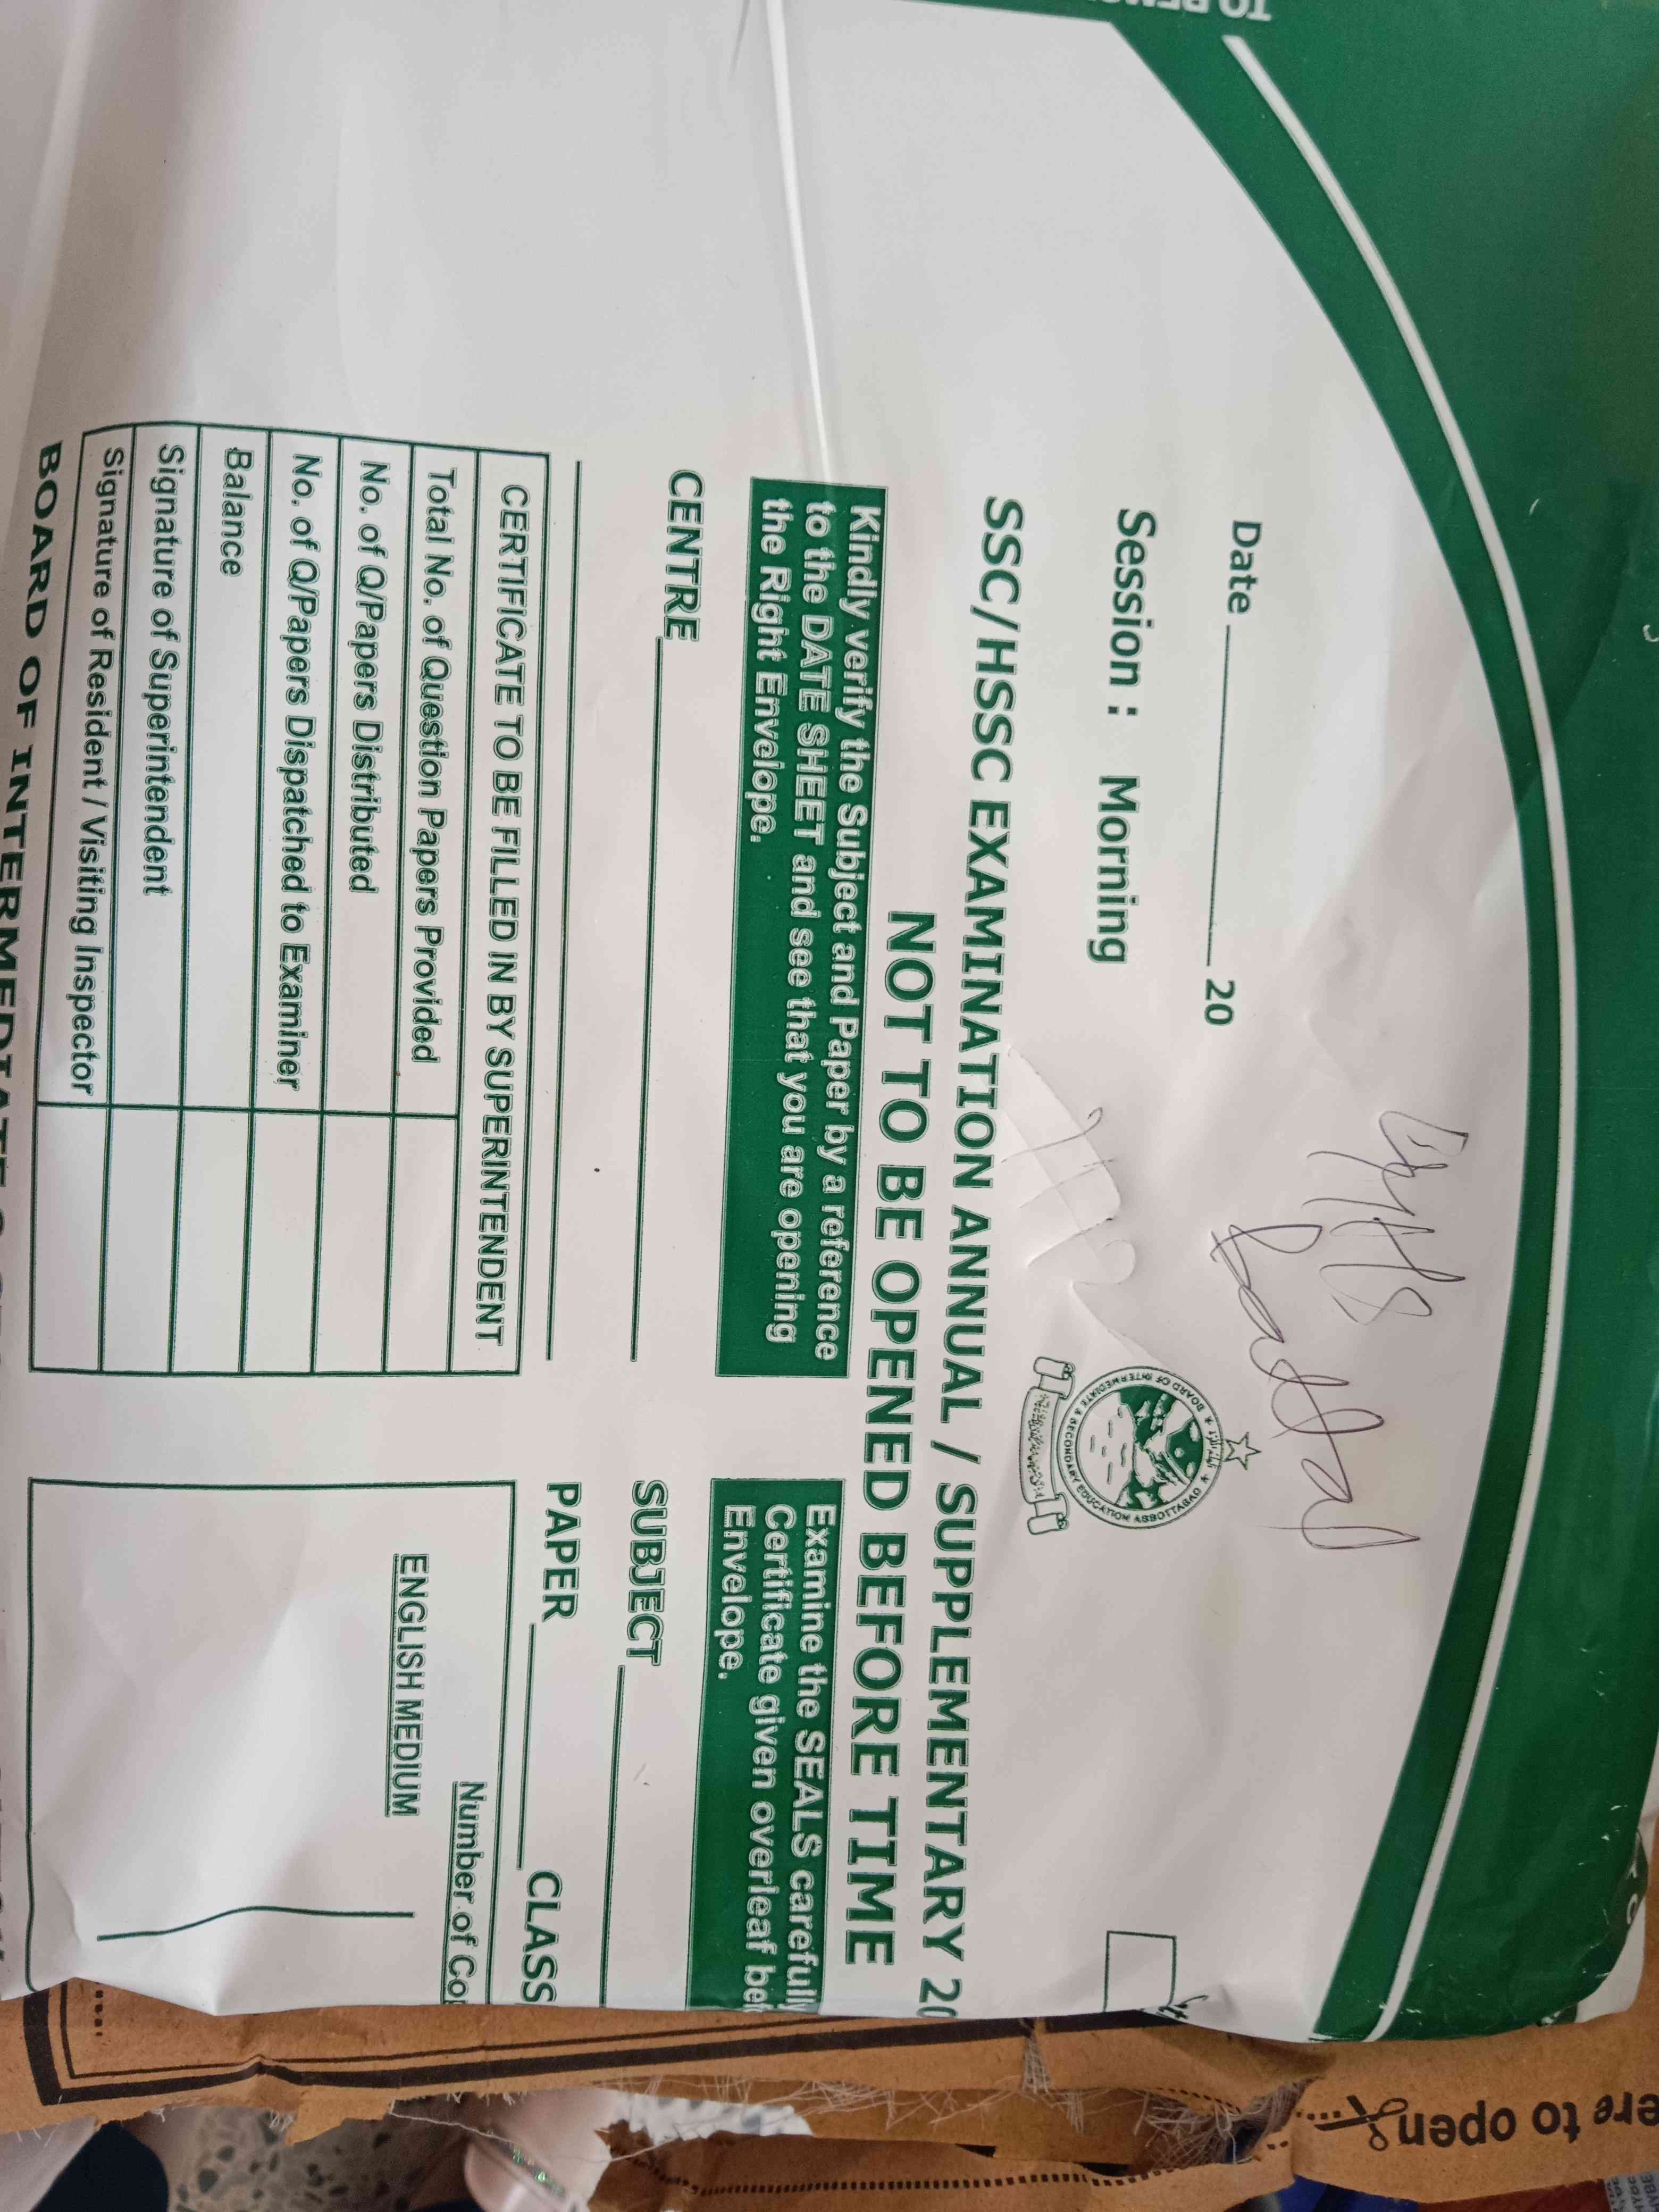 TO REMOV
Battal
Date 20
Session : Morning
BOARD OF INTERMEDIATE & SECONDARY EDUCATION ABBOTTABAD
SSC/HSSC EXAMINATION ANNUAL / SUPPLEMENTARY 20
NOT TO BE OPENED BEFORE TIME
Kindly verify the Subject and Paper by a reference
to the DATE SHEET and see that you are opening
the Right Envelope.
Examine the SEALS carefully
Certificate given overleaf bef
Envelope.
CENTRE
SUBJECT
PAPER CLASS
CERTIFICATE TO BE FILLED IN BY SUPERINTENDENT
Total No. of Question Papers Provided
No. of Q/Papers Distributed
No. of Q/Papers Dispatched to Examiner
Balance
Signature of Superintendent
Signature of Resident / Visiting Inspector
Number of Co
ENGLISH MEDIUM
BOARD OF INTERMEDIATE
ere to open